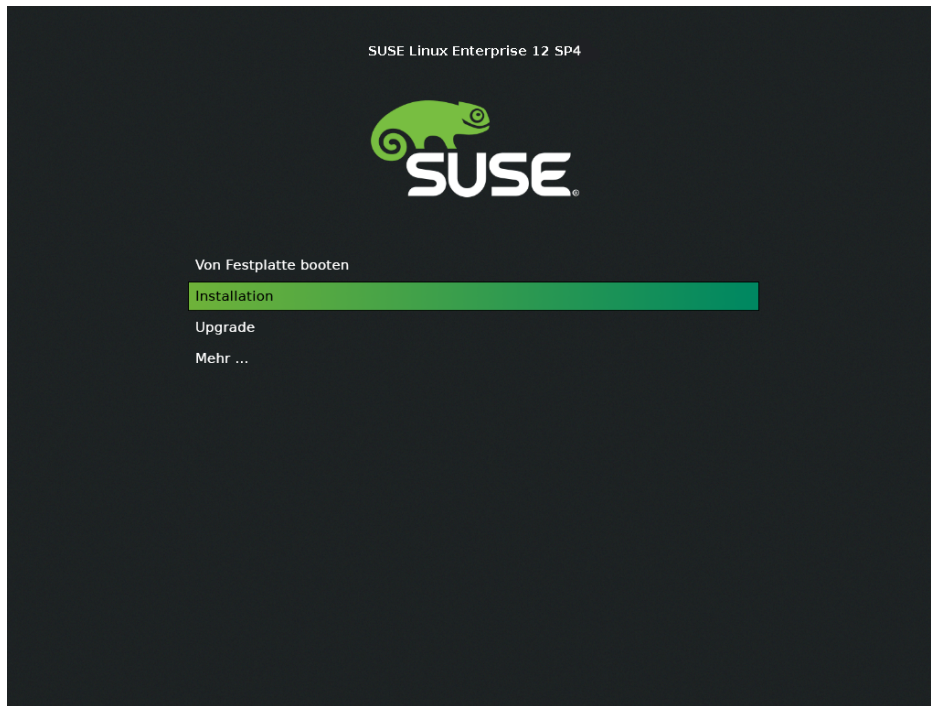 SUSE Linux Enterprise 12 SP4
SUSE®
Von Festplatte booten
Installation
Upgrade
Mehr ...